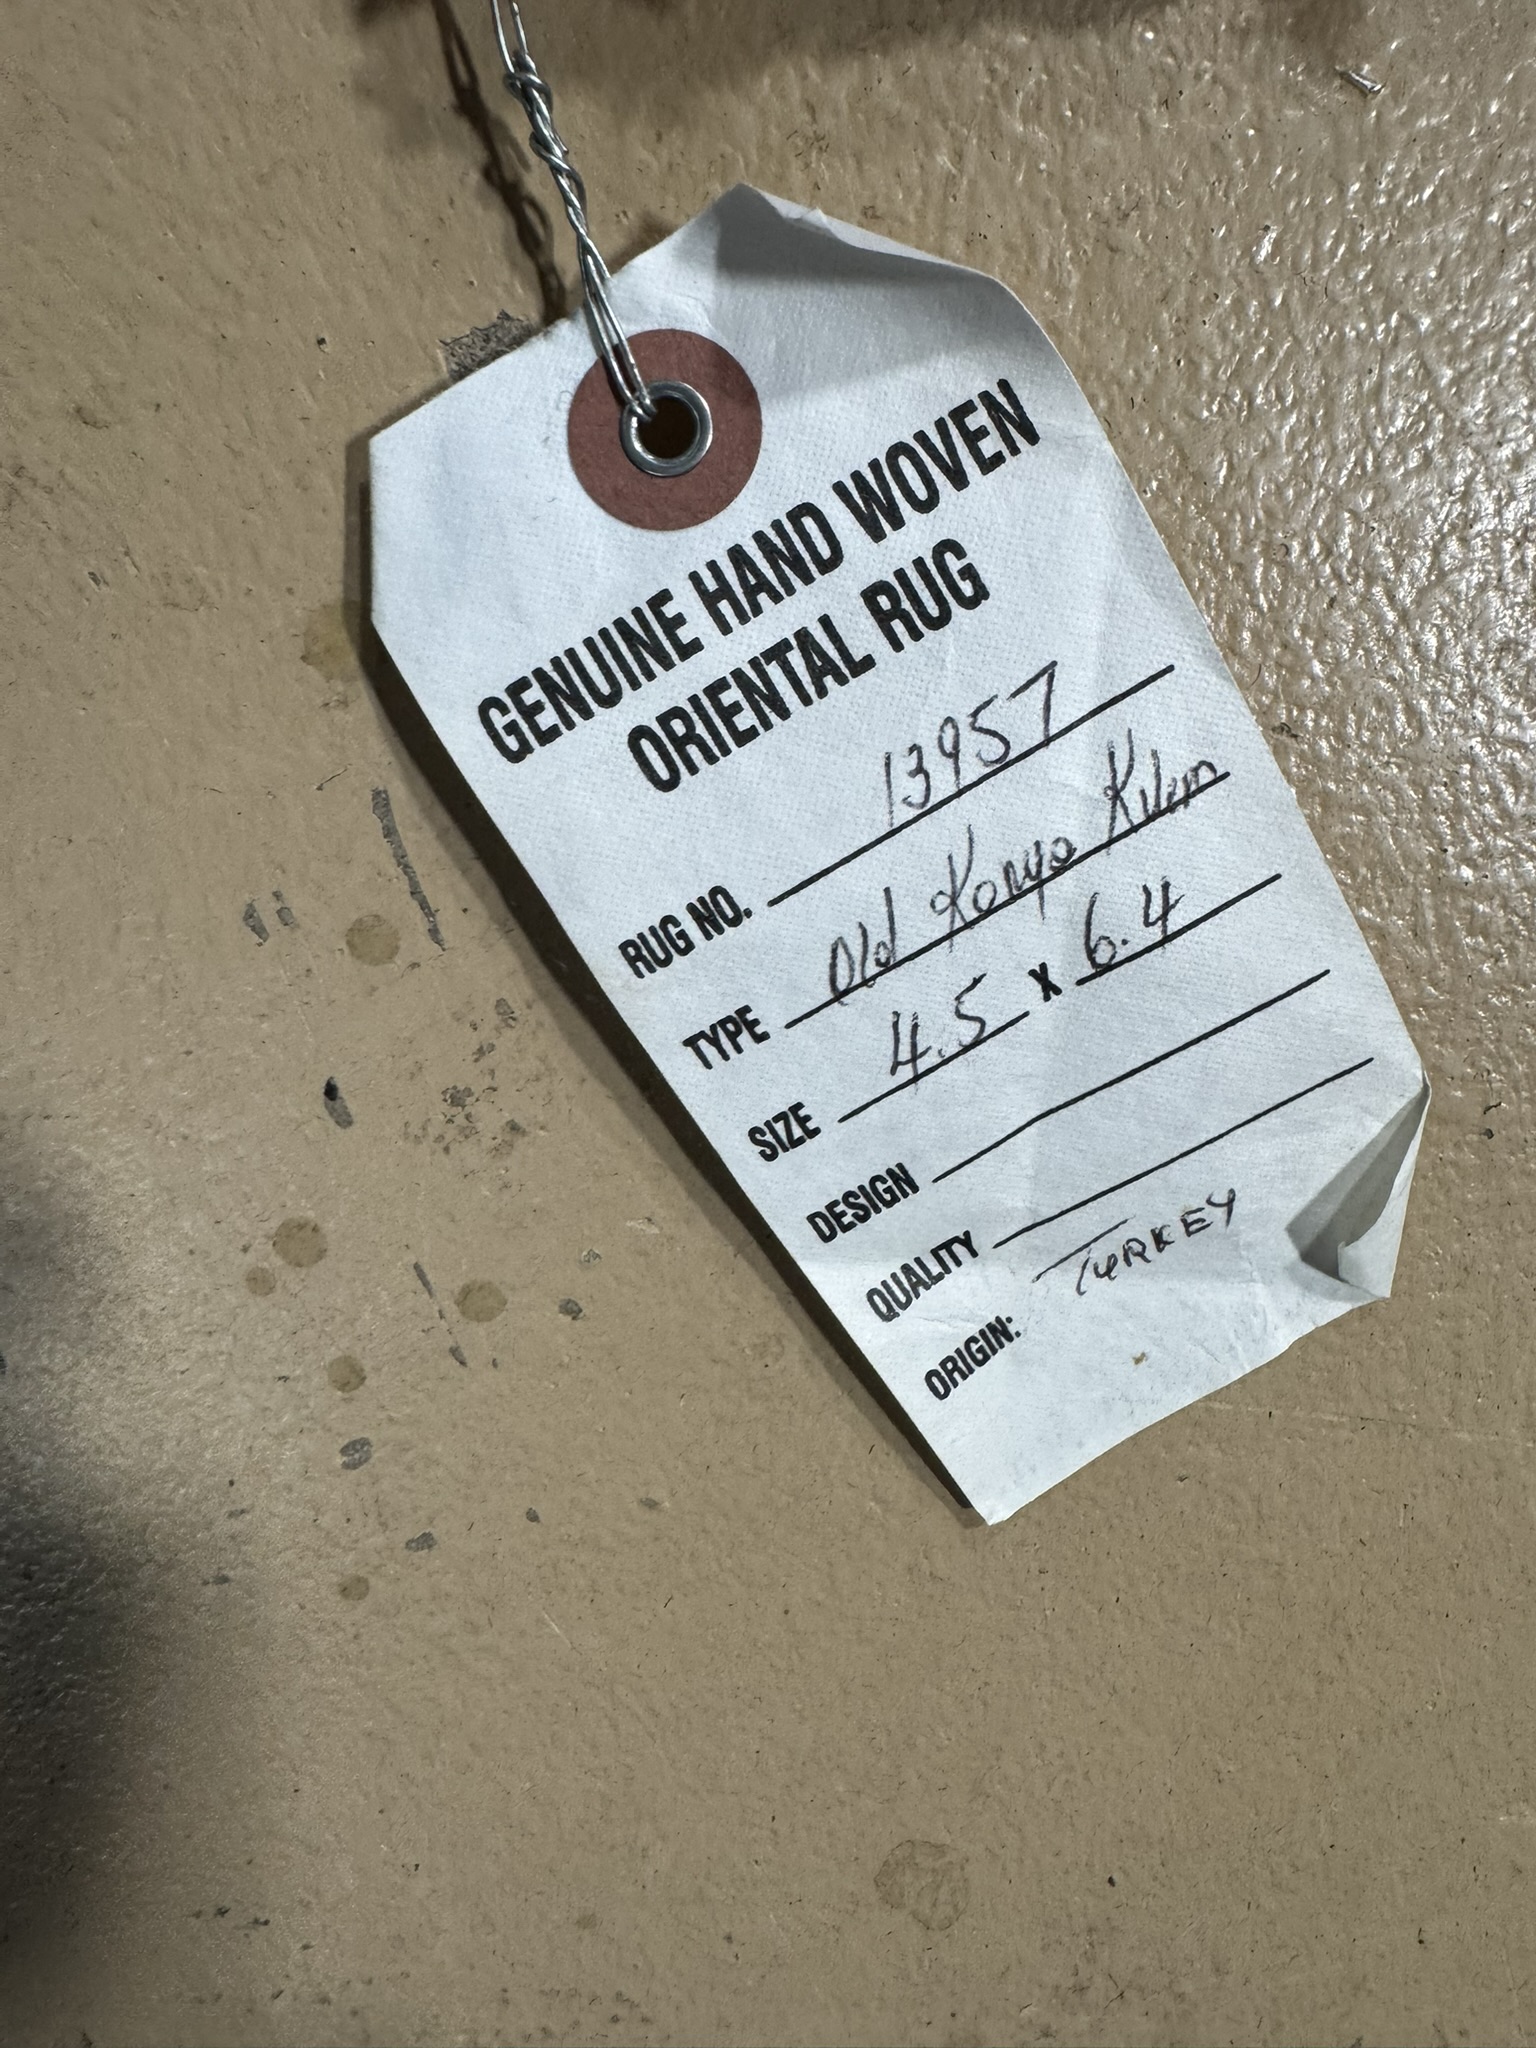 GENUINE HAND WOVEN
ORIENTAL RUG
RUG NO. 13957
TYPE Old Konya Kilim
SIZE 4.5 x 6.4
DESIGN
QUALITY
ORIGIN: TURKEY